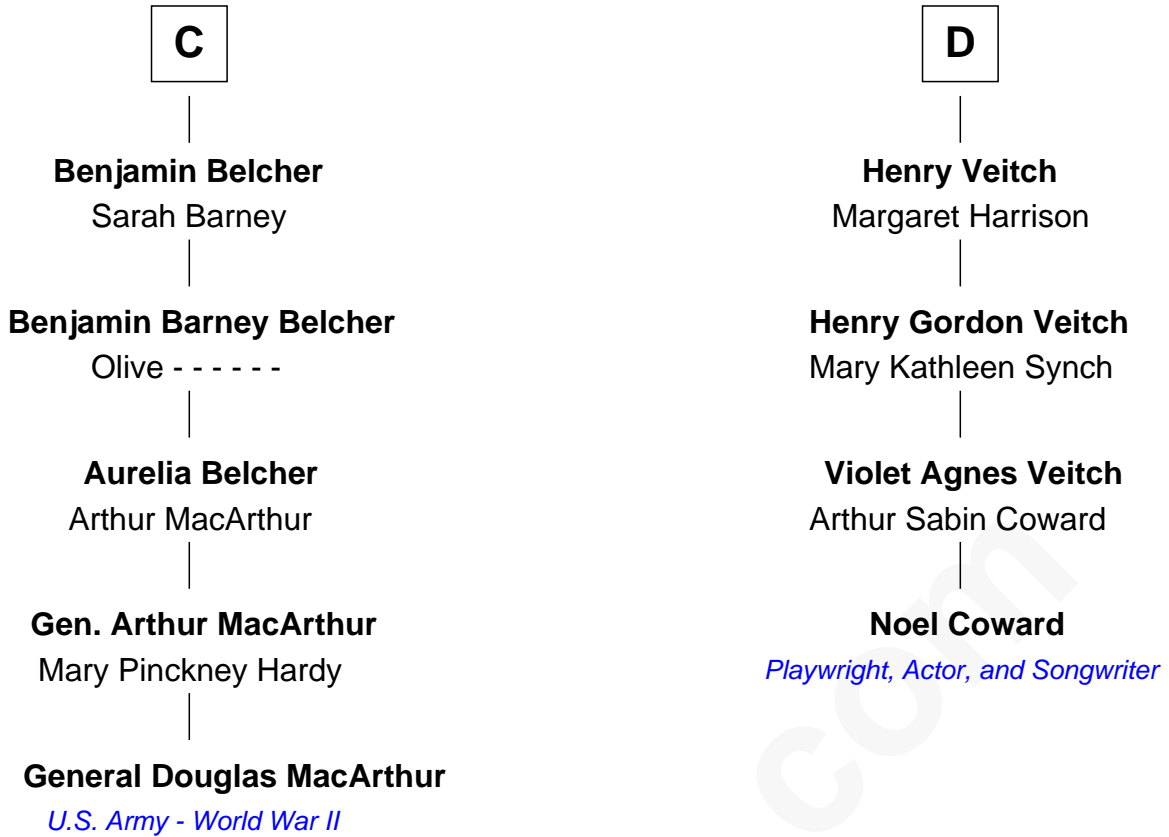 C
Benjamin Belcher
Sarah Barney
Benjamin Barney Belcher
Olive - - - - - -
Aurelia Belcher
Arthur MacArthur
Gen. Arthur MacArthur
Mary Pinckney Hardy
General Douglas MacArthur
U.S. Army - World War II
D
Henry Veitch
Margaret Harrison
Henry Gordon Veitch
Mary Kathleen Synch
Violet Agnes Veitch
Arthur Sabin Coward
Noel Coward
Playwright, Actor, and Songwriter
com